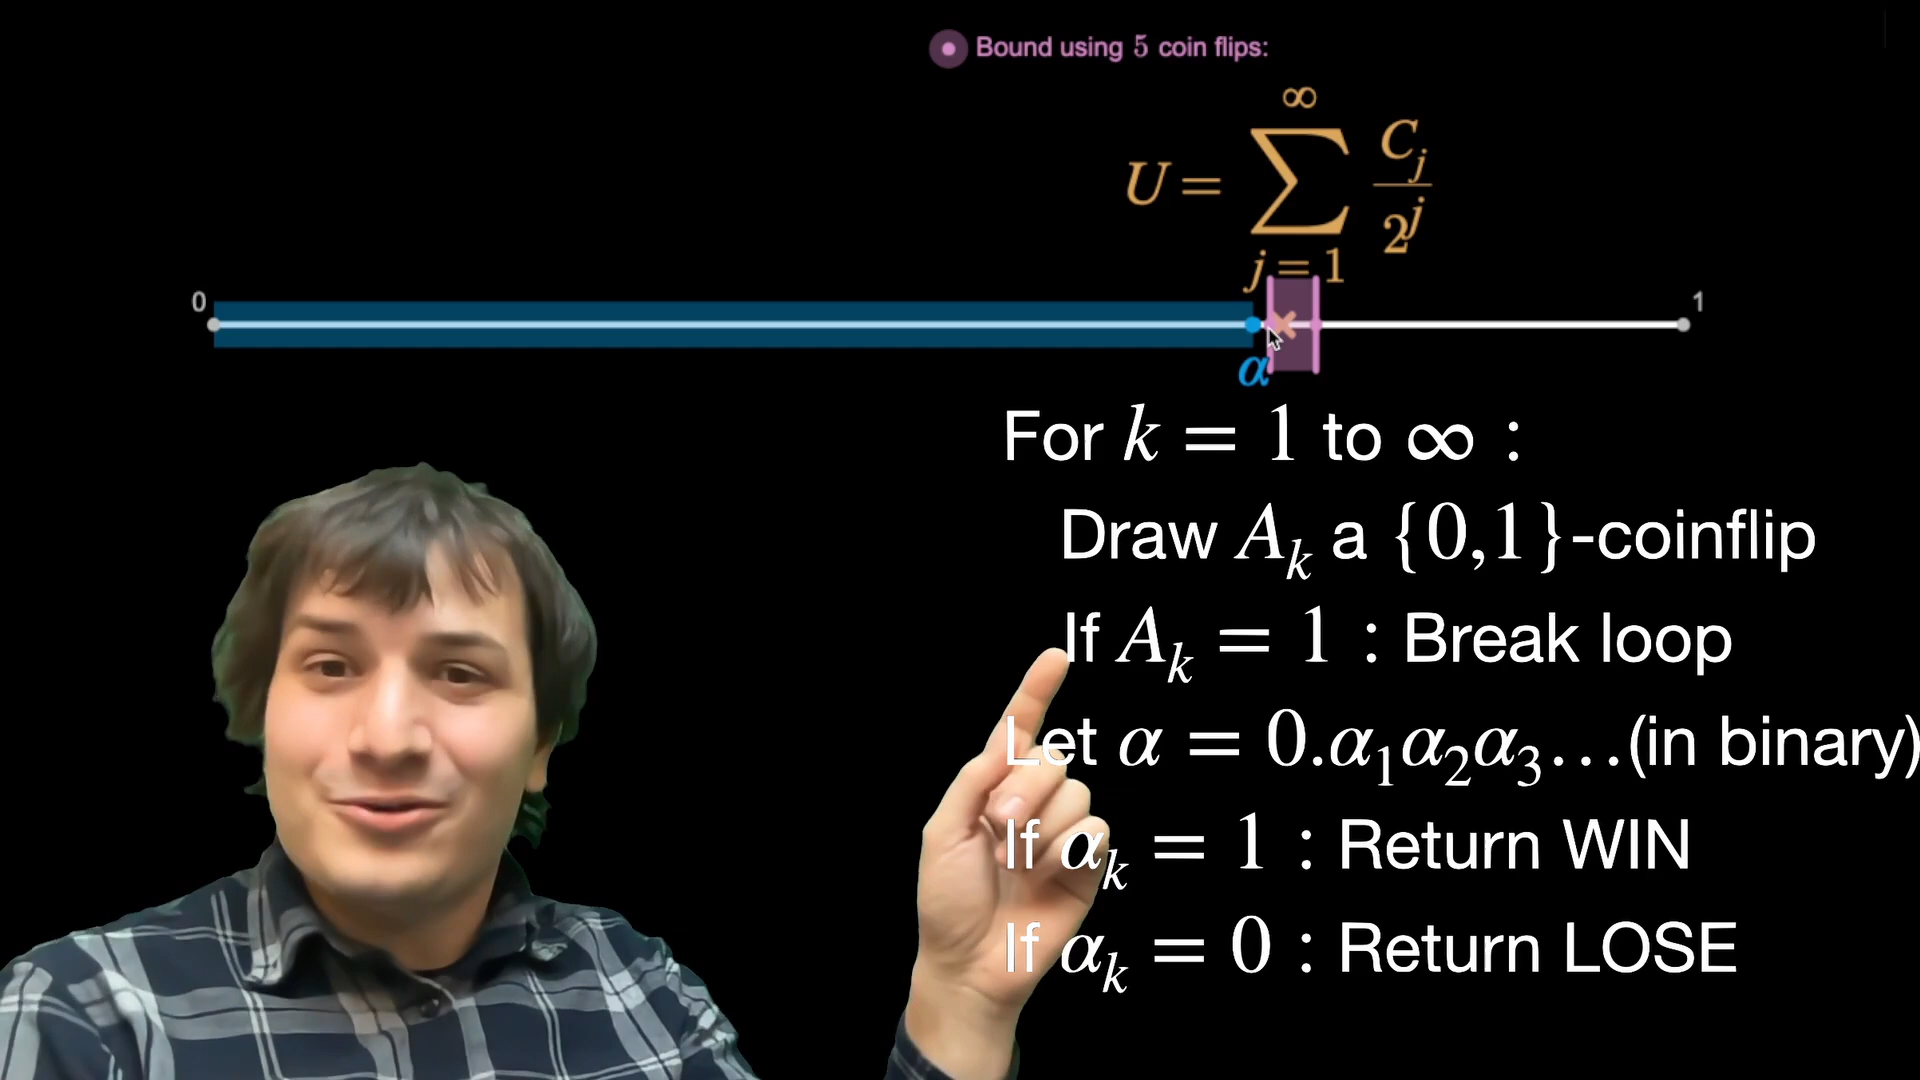 Bound using 5 coin flips:
U = ∑_{j = 1}^{∞} C_j / 2^j
0 1
α
For k = 1 to ∞ :
Draw A_k a {0,1}-coinflip
If A_k = 1 : Break loop
Let α = 0.α₁α₂α₃…(in binary)
If α_k = 1 : Return WIN
If α_k = 0 : Return LOSE